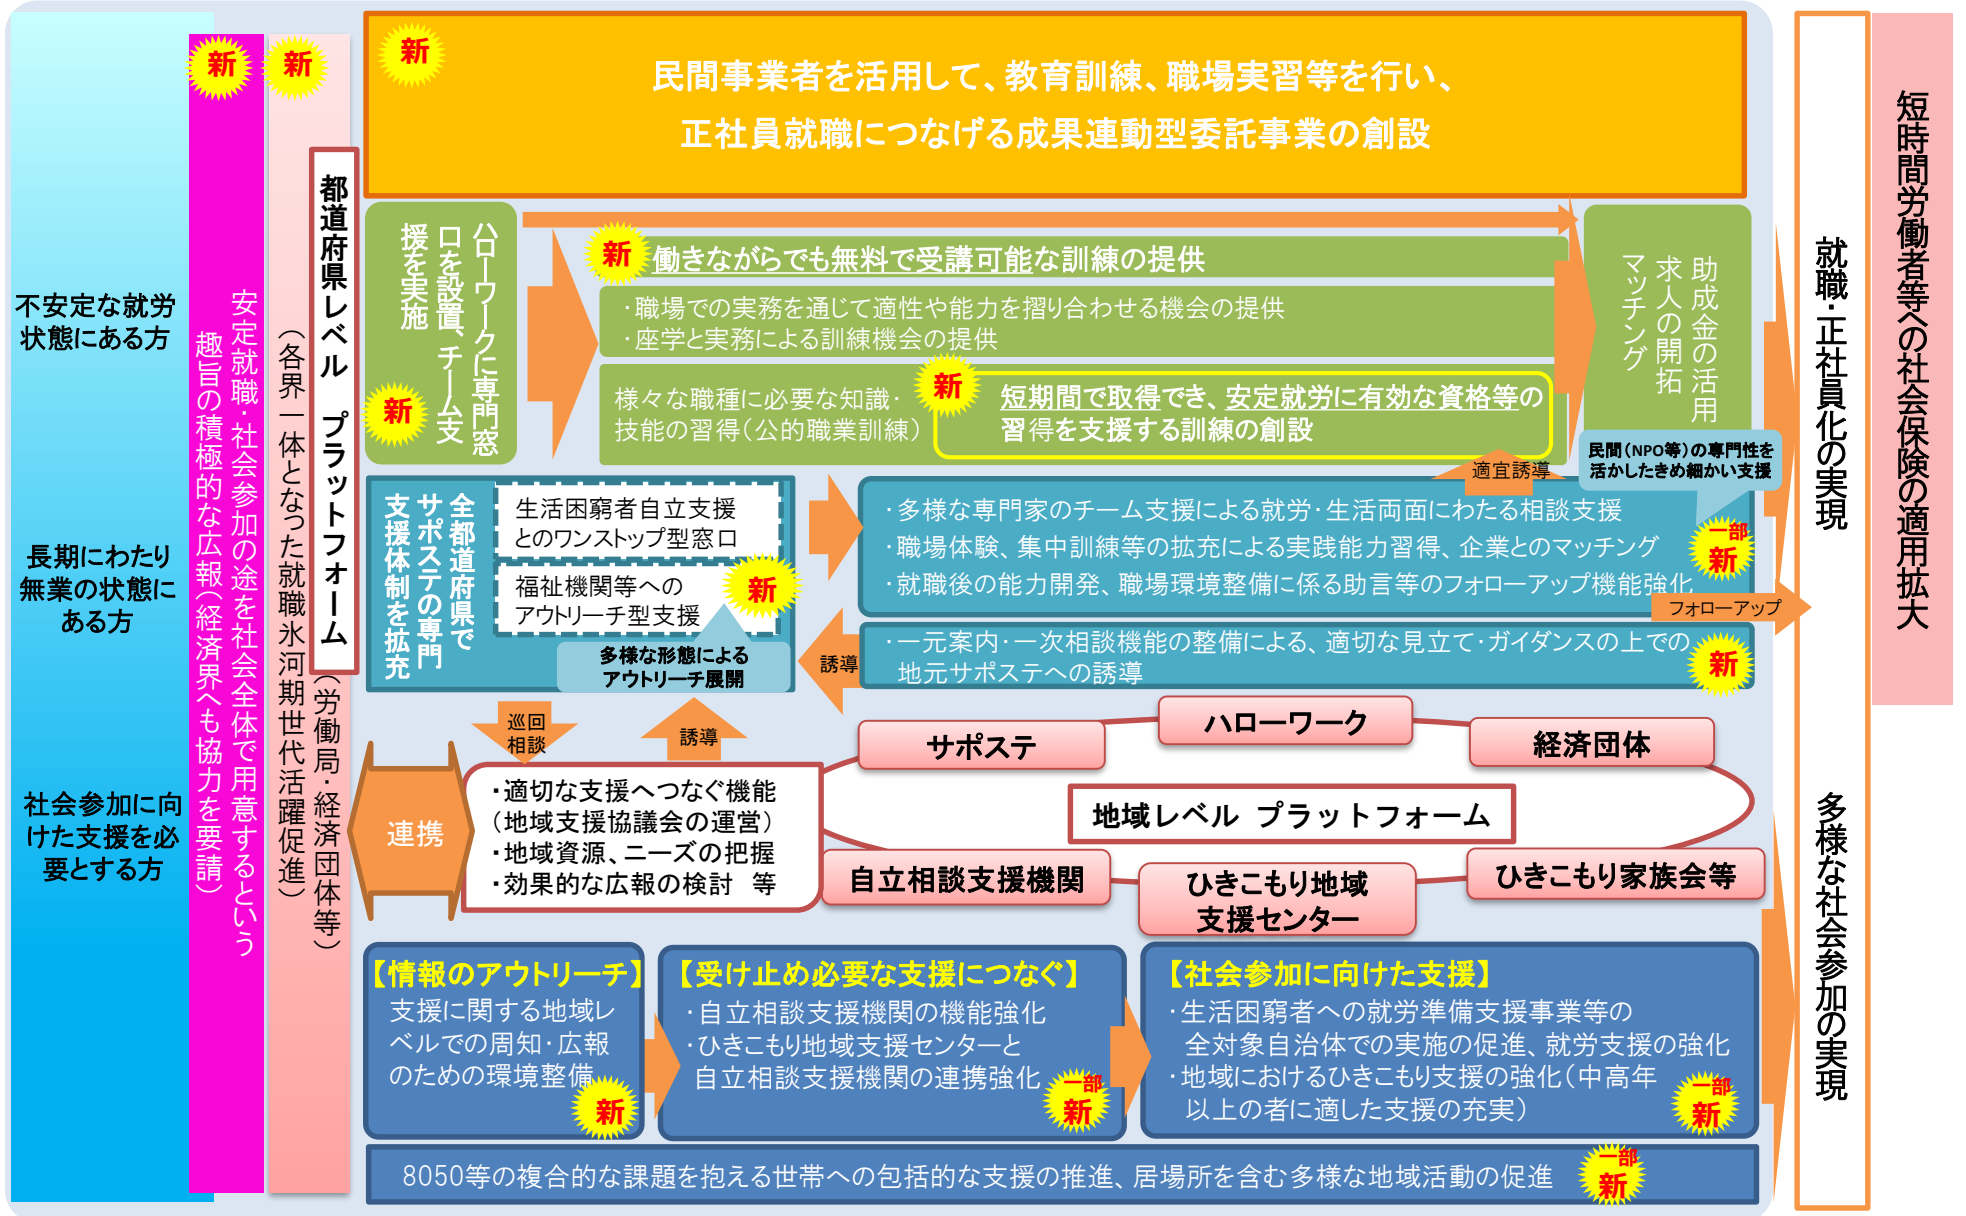 不安定な就労
状態にある方
長期にわたり
無業の状態に
ある方
社会参加に向
けた支援を必
要とする方
新
安定就職・社会参加の途を社会全体で用意するという
趣旨の積極的な広報（経済界へも協力を要請）
新
都道府県レベル　プラットフォーム
（労働局・経済団体等）
（各界一体となった就職氷河期世代活躍促進）
新
民間事業者を活用して、教育訓練、職場実習等を行い、
正社員就職につなげる成果連動型委託事業の創設
ハローワークに専門窓
口を設置、チーム支
援を実施
新
新
働きながらでも無料で受講可能な訓練の提供
・職場での実務を通じて適性や能力を摺り合わせる機会の提供
・座学と実務による訓練機会の提供
様々な職種に必要な知識・
技能の習得（公的職業訓練）
新
短期間で取得でき、安定就労に有効な資格等の
習得を支援する訓練の創設
助成金の活用
求人の開拓
マッチング
民間（NPO等）の専門性を
活かしたきめ細かい支援
適宜誘導
全都道府県で
サポステの専門
支援体制を拡充
生活困窮者自立支援
とのワンストップ型窓口
福祉機関等への
アウトリーチ型支援
新
多様な形態による
アウトリーチ展開
・多様な専門家のチーム支援による就労・生活両面にわたる相談支援
・職場体験、集中訓練等の拡充による実践能力習得、企業とのマッチング
・就職後の能力開発、職場環境整備に係る助言等のフォローアップ機能強化
一部
新
フォローアップ
誘導
・一元案内・一次相談機能の整備による、適切な見立て・ガイダンスの上での
地元サポステへの誘導
新
巡回
相談
誘導
連携
・適切な支援へつなぐ機能
（地域支援協議会の運営）
・地域資源、ニーズの把握
・効果的な広報の検討　等
サポステ
ハローワーク
経済団体
地域レベル　プラットフォーム
自立相談支援機関
ひきこもり地域
支援センター
ひきこもり家族会等
【情報のアウトリーチ】
支援に関する地域レ
ベルでの周知・広報
のための環境整備
新
【受け止め必要な支援につなぐ】
・自立相談支援機関の機能強化
・ひきこもり地域支援センターと
自立相談支援機関の連携強化
一部
新
【社会参加に向けた支援】
・生活困窮者への就労準備支援事業等の
全対象自治体での実施の促進、就労支援の強化
・地域におけるひきこもり支援の強化（中高年
以上の者に適した支援の充実）
一部
新
8050等の複合的な課題を抱える世帯への包括的な支援の推進、居場所を含む多様な地域活動の促進
一部
新
就職・正社員化の実現
多様な社会参加の実現
短時間労働者等への社会保険の適用拡大